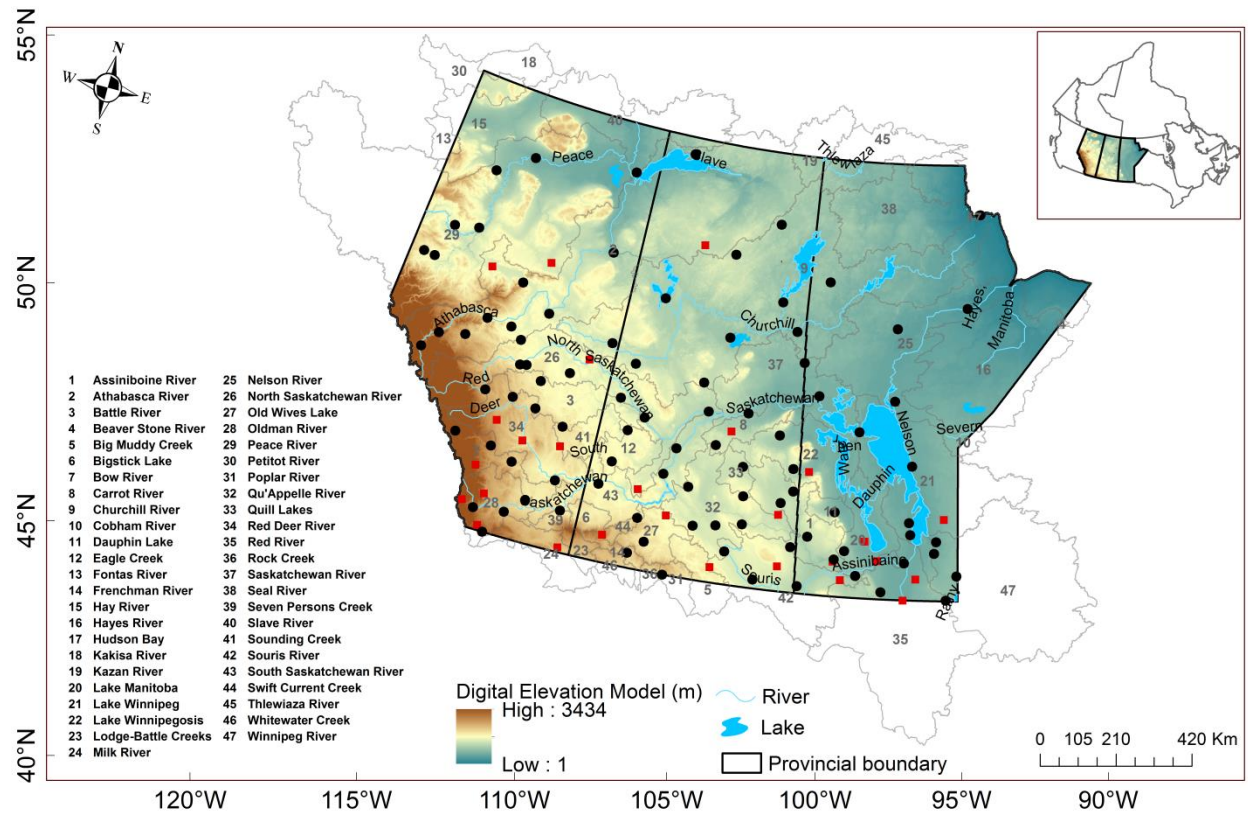 55°N
50°N
45°N
40°N
120°W
110°W
105°W
100°W
95°W
90°W
N
W
E
S
30
18
13
15
40
45
Thlewiaza
19
Peace
Slave
38
29
2
9
Athabasca
Churchill
Hayes,
Manitoba
25
4
16
North Saskatchewan
26
37
Red
Deer
3
Saskatchewan
Nelson
Severn
10
34
41
8
South
12
22
33
21
Dauphin
Saskatchewan
43
28
39
6
44
27
32
1
11
20
Assiniboine
24
23
14
46
36
31
5
Souris
42
Rainy
47
35
1 Assiniboine River
2 Athabasca River
3 Battle River
4 Beaver Stone River
5 Big Muddy Creek
6 Bigstick Lake
7 Bow River
8 Carrot River
9 Churchill River
10 Cobham River
11 Dauphin Lake
12 Eagle Creek
13 Fontas River
14 Frenchman River
15 Hay River
16 Hayes River
17 Hudson Bay
18 Kakisa River
19 Kazan River
20 Lake Manitoba
21 Lake Winnipeg
22 Lake Winnipegosis
23 Lodge-Battle Creeks
24 Milk River
25 Nelson River
26 North Saskatchewan River
27 Old Wives Lake
28 Oldman River
29 Peace River
30 Petitot River
31 Poplar River
32 Qu'Appelle River
33 Quill Lakes
34 Red Deer River
35 Red River
36 Rock Creek
37 Saskatchewan River
38 Seal River
39 Seven Persons Creek
40 Slave River
41 Sounding Creek
42 Souris River
43 South Saskatchewan River
44 Swift Current Creek
45 Thlewiaza River
46 Whitewater Creek
47 Winnipeg River
Digital Elevation Model (m)
High : 3434
Low : 1
River
Lake
Provincial boundary
0 105 210 420 Km